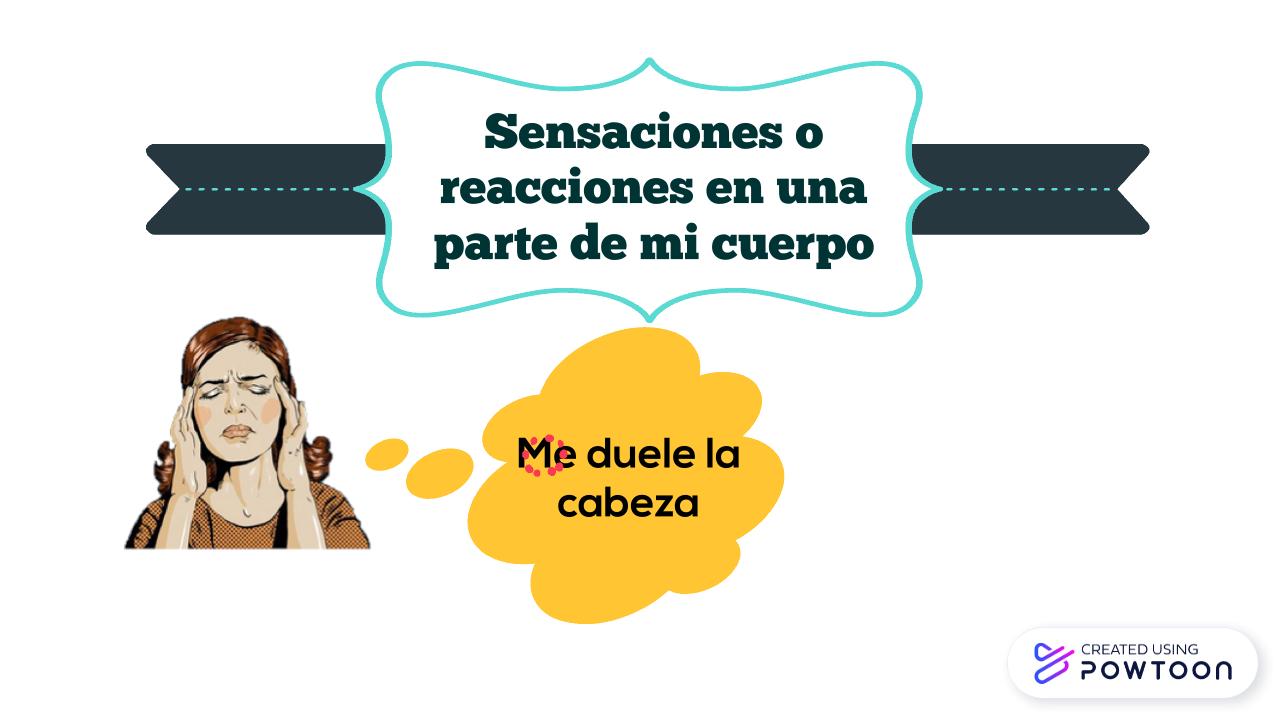 Sensaciones o
reacciones en una
parte de mi cuerpo
Me duele la
cabeza
CREATED USING
POWTOON